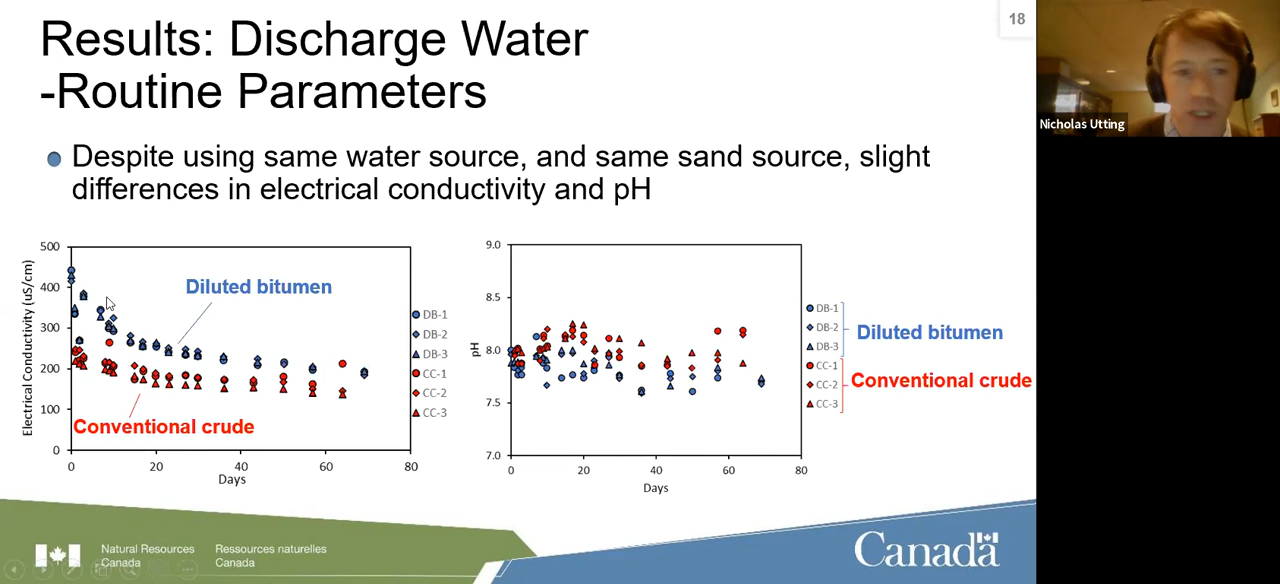 Results: Discharge Water
-Routine Parameters
18
Nicholas Utting
Despite using same water source, and same sand source, slight
differences in electrical conductivity and pH
Electrical Conductivity (uS/cm)
500
400
300
200
100
0
0 20 40 60 80
Days
Diluted bitumen
Conventional crude
DB-1
DB-2
DB-3
CC-1
CC-2
CC-3
pH
9.0
8.5
8.0
7.5
7.0
0 20 40 60 80
Days
DB-1
DB-2
DB-3
CC-1
CC-2
CC-3
Diluted bitumen
Conventional crude
Natural Resources Ressources naturelles
Canada Canada
Canada